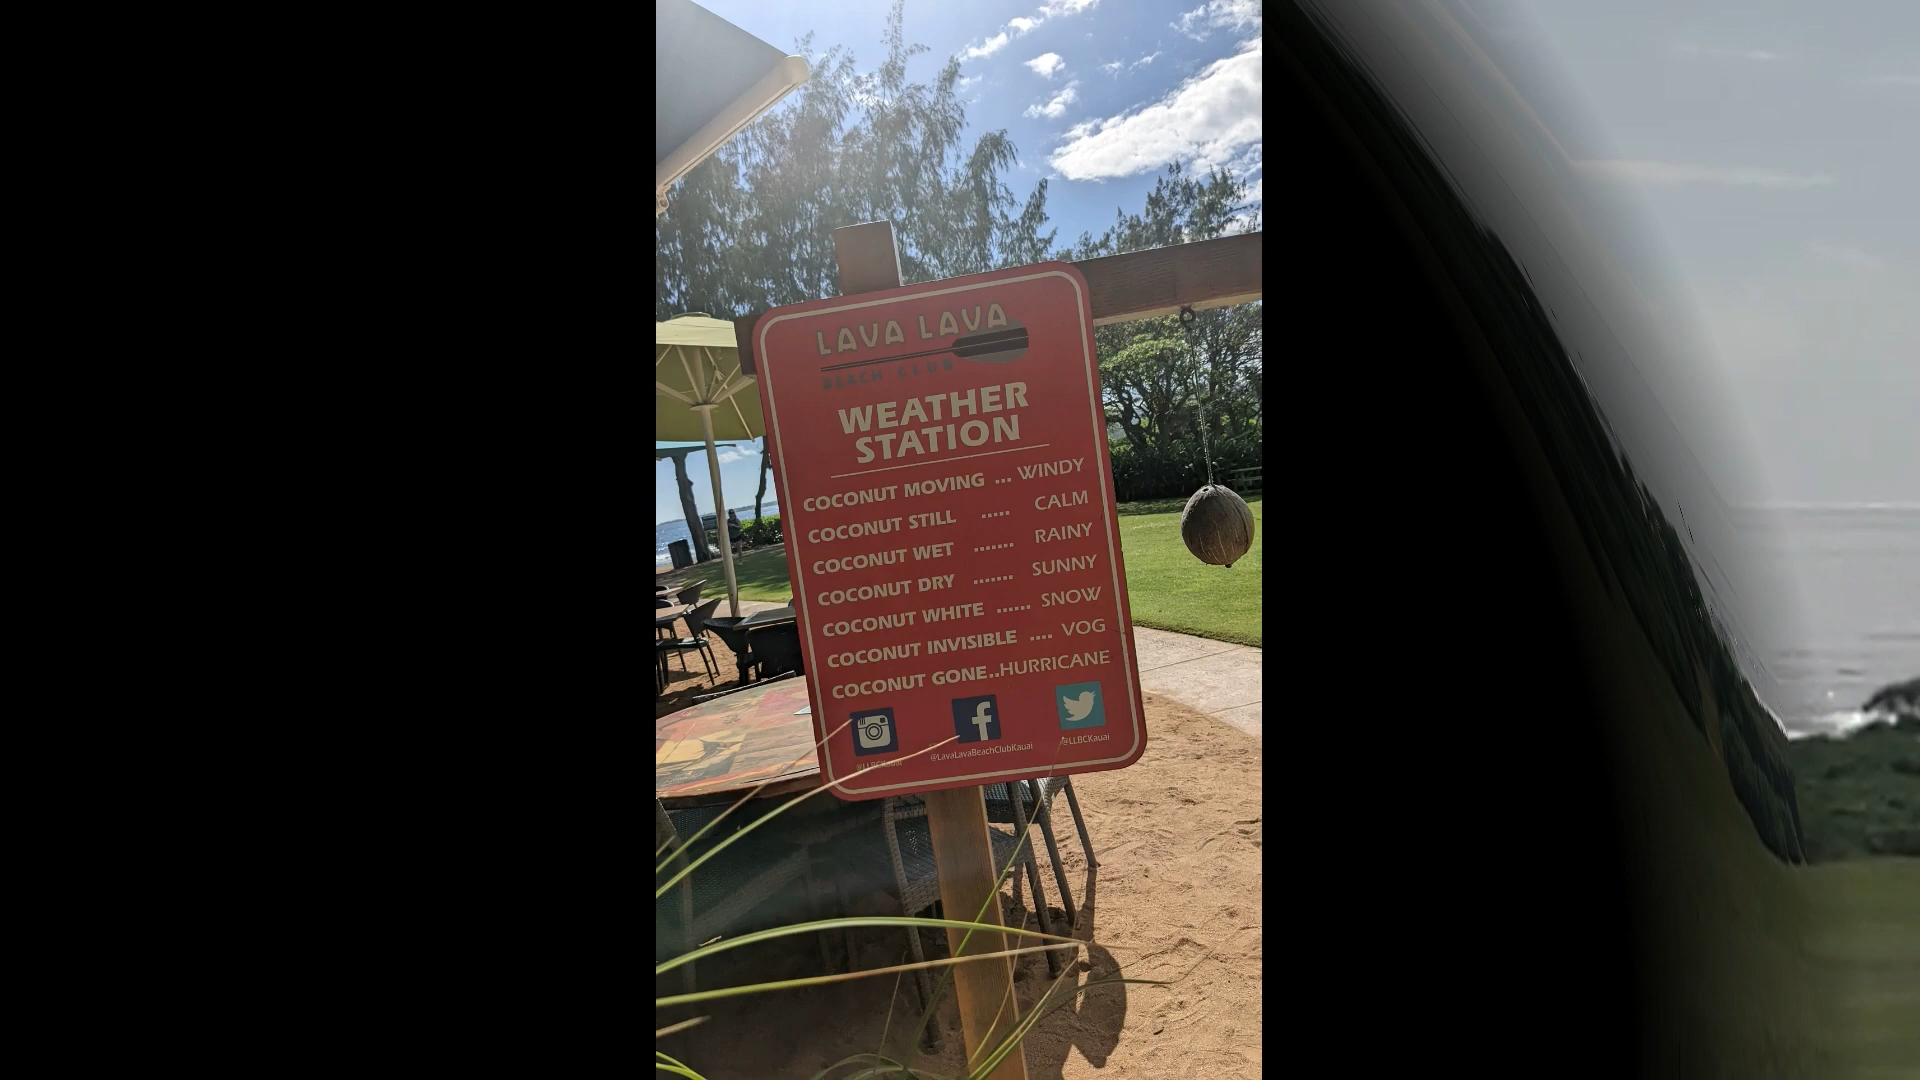 LAVA LAVA
BEACH CLUB
WEATHER
STATION
COCONUT MOVING ... WINDY
COCONUT STILL ..... CALM
COCONUT WET ....... RAINY
COCONUT DRY ....... SUNNY
COCONUT WHITE ...... SNOW
COCONUT INVISIBLE .... VOG
COCONUT GONE..HURRICANE
@LLBCKauai @LavaLavaBeachClubKauai @LLBCKauai